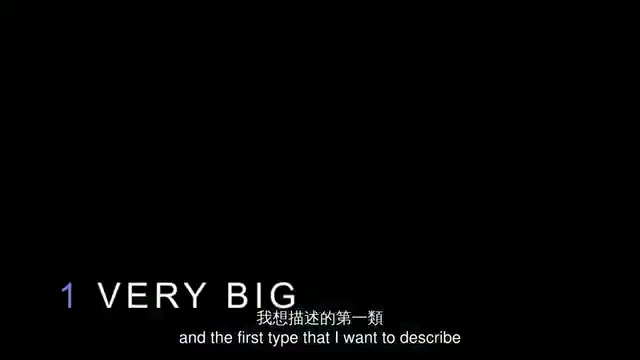 1 VERY BIG
我想描述的第一類
and the first type that I want to describe